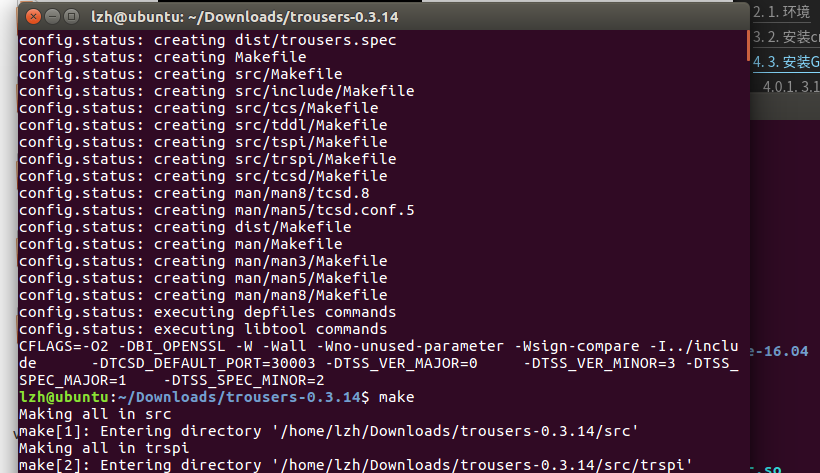 lzh@ubuntu: ~/Downloads/trousers-0.3.14
config.status: creating dist/trousers.spec
config.status: creating Makefile
config.status: creating src/Makefile
config.status: creating src/include/Makefile
config.status: creating src/tcs/Makefile
config.status: creating src/tddl/Makefile
config.status: creating src/tspi/Makefile
config.status: creating src/trspi/Makefile
config.status: creating src/tcsd/Makefile
config.status: creating man/man8/tcsd.8
config.status: creating man/man5/tcsd.conf.5
config.status: creating dist/Makefile
config.status: creating man/Makefile
config.status: creating man/man3/Makefile
config.status: creating man/man5/Makefile
config.status: creating man/man8/Makefile
config.status: executing depfiles commands
config.status: executing libtool commands
CFLAGS=-O2 -DBI_OPENSSL -W -Wall -Wno-unused-parameter -Wsign-compare -I../inclu
de      -DTCSD_DEFAULT_PORT=30003 -DTSS_VER_MAJOR=0     -DTSS_VER_MINOR=3 -DTSS_
SPEC_MAJOR=1    -DTSS_SPEC_MINOR=2
lzh@ubuntu:~/Downloads/trousers-0.3.14$ make
Making all in src
make[1]: Entering directory '/home/lzh/Downloads/trousers-0.3.14/src'
Making all in trspi
make[2]: Entering directory '/home/lzh/Downloads/trousers-0.3.14/src/trspi'
2. 1. 环境
3. 2. 安装cr
4. 3. 安装G
4.0.1. 3.1
e-16.04
r.so